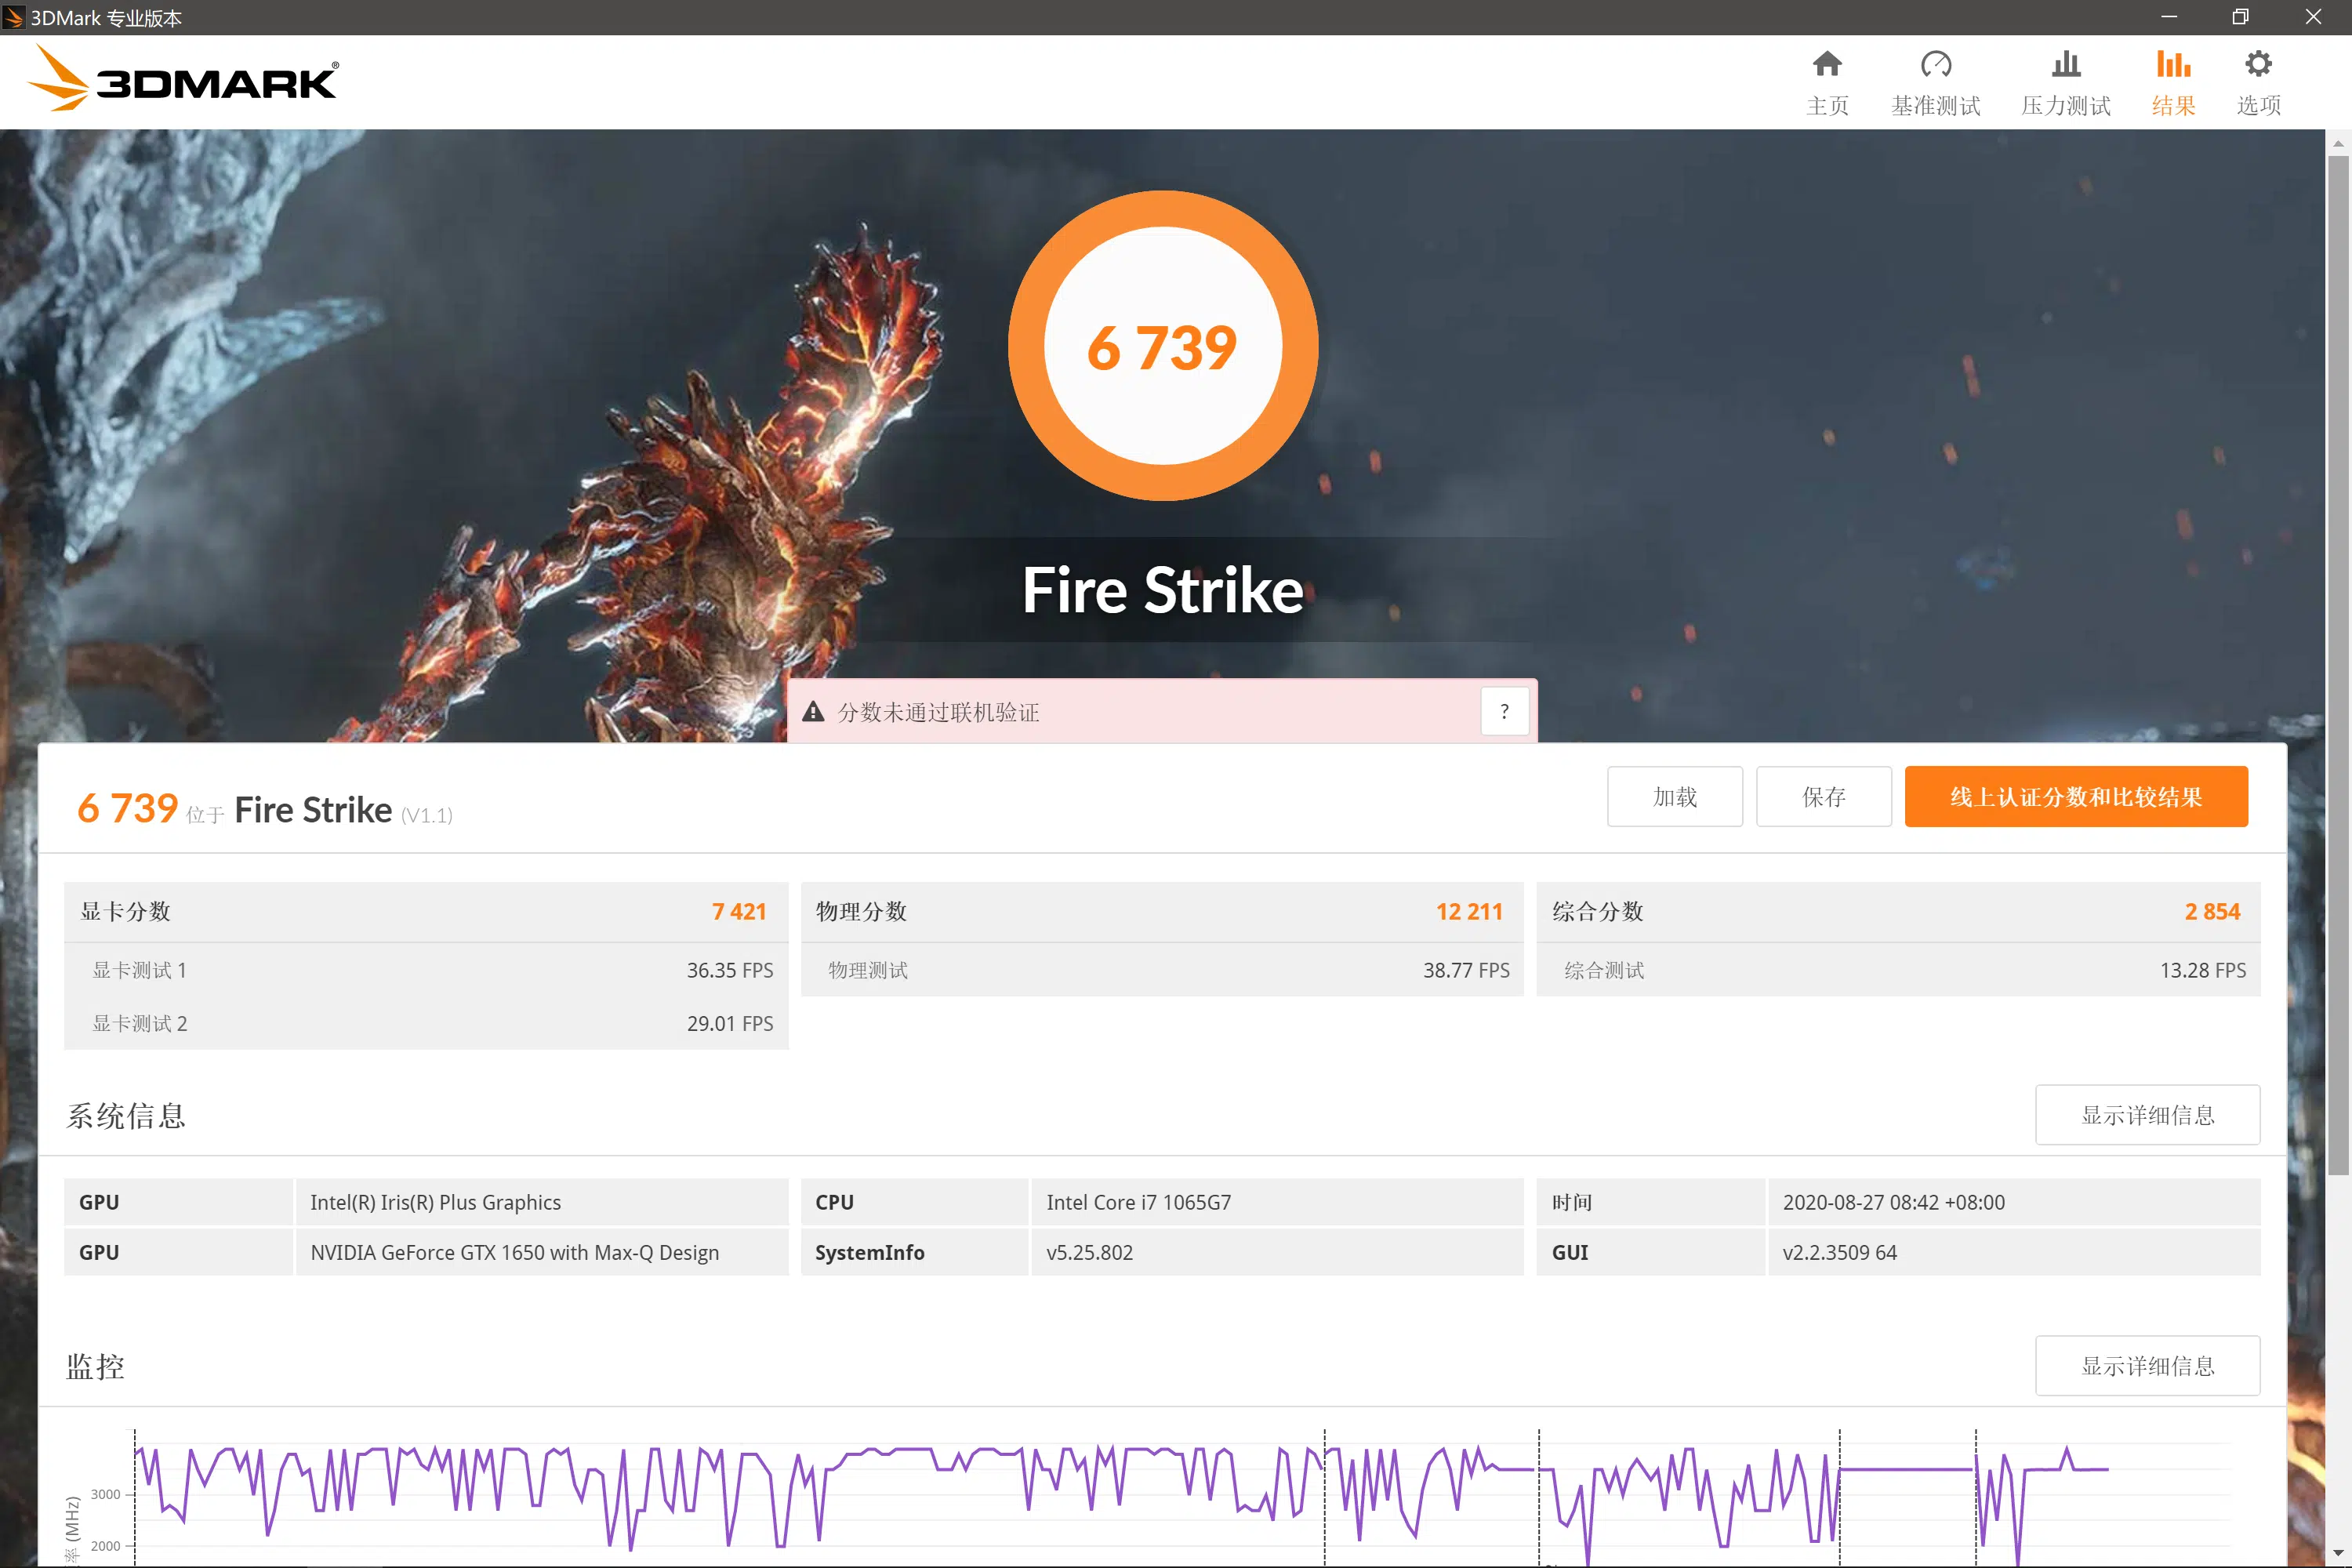 3DMark 专业版本
3DMARK®
主页 基准测试 压力测试 结果 选项
6 739
Fire Strike
分数未通过联机验证 ?
6 739 位于 Fire Strike (V1.1)
加载 保存 线上认证分数和比较结果
显卡分数 7 421 物理分数 12 211 综合分数 2 854
显卡测试 1 36.35 FPS 物理测试 38.77 FPS 综合测试 13.28 FPS
显卡测试 2 29.01 FPS
系统信息 显示详细信息
GPU Intel(R) Iris(R) Plus Graphics CPU Intel Core i7 1065G7 时间 2020-08-27 08:42 +08:00
GPU NVIDIA GeForce GTX 1650 with Max-Q Design SystemInfo v5.25.802 GUI v2.2.3509 64
监控 显示详细信息
3000
2000
率 (MHz)